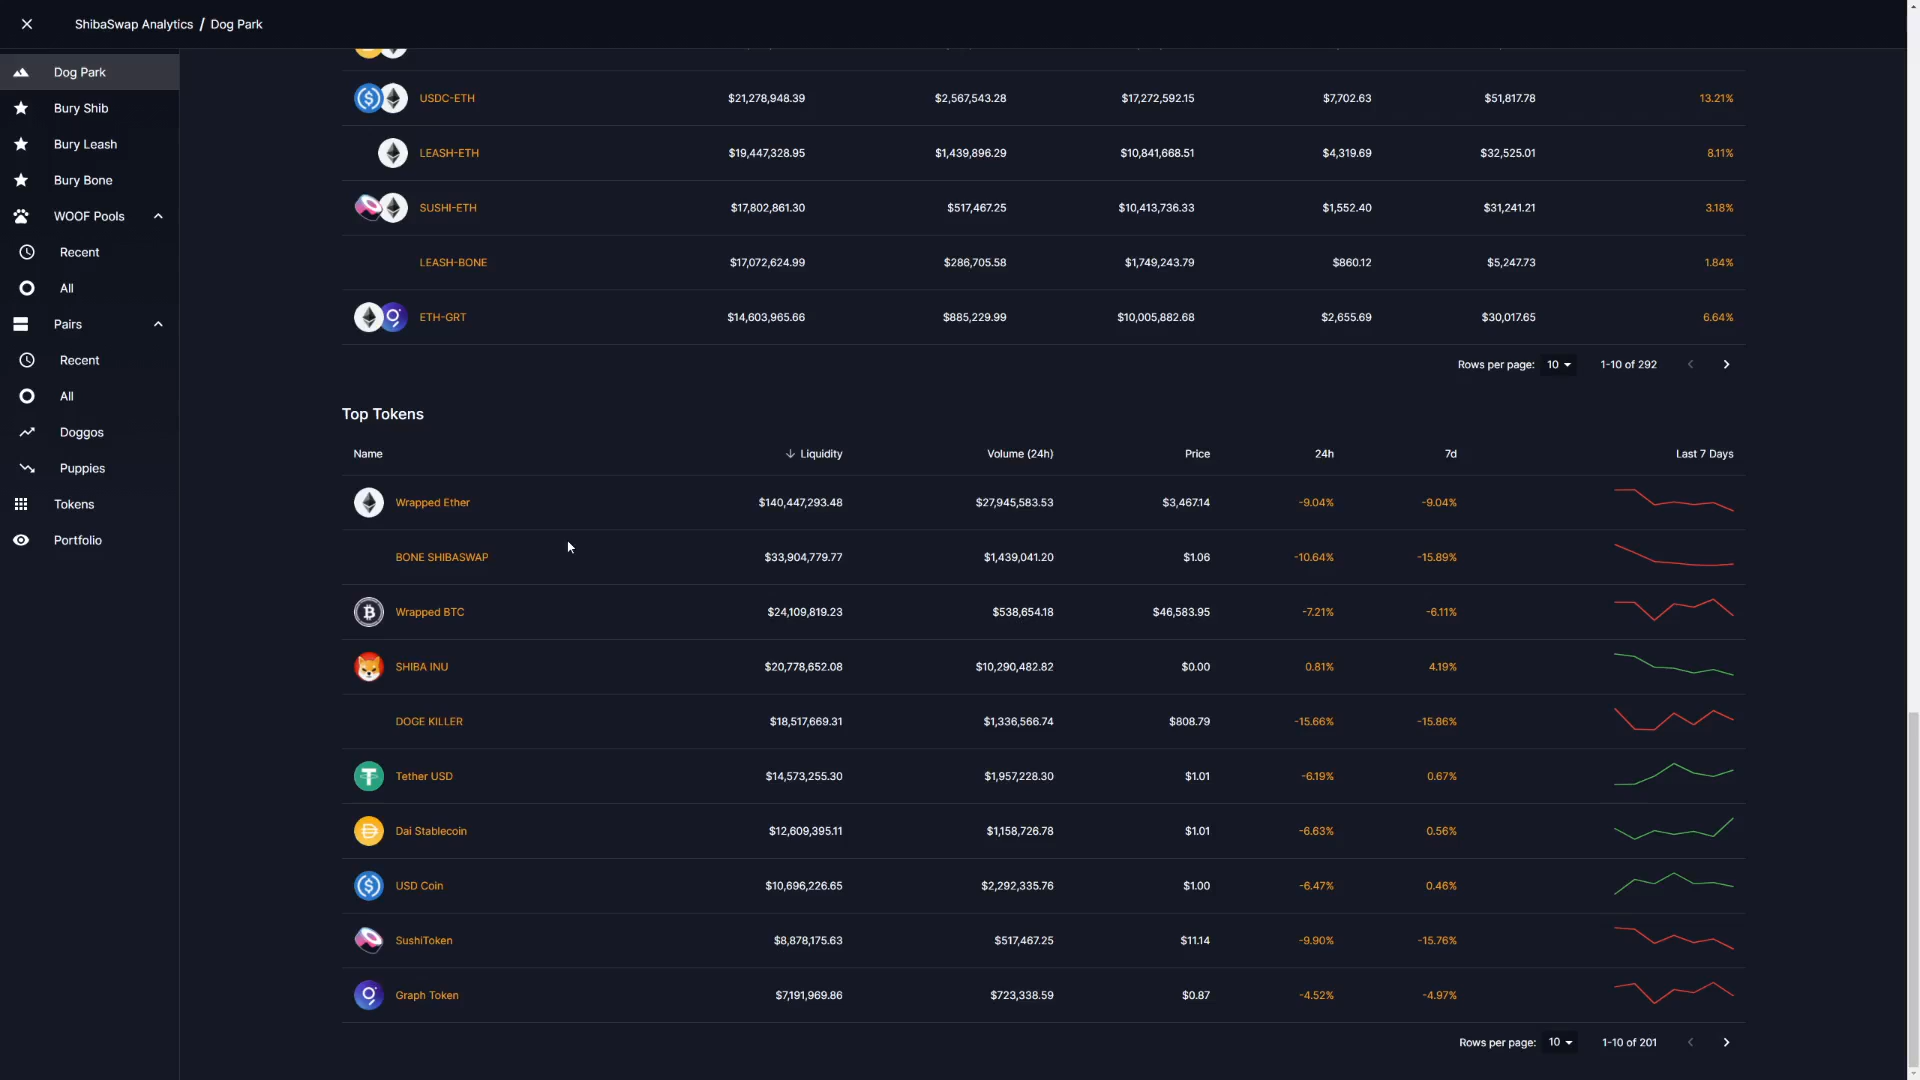 ShibaSwap Analytics / Dog Park
Dog Park
Bury Shib
Bury Leash
Bury Bone
WOOF Pools
Recent
All
Pairs
Recent
All
Doggos
Puppies
Tokens
Portfolio
USDC-ETH $21,278,948.39 $2,567,543.28 $17,272,592.15 $7,702.63 $51,817.78 13.21%
LEASH-ETH $19,447,328.95 $1,439,896.29 $10,841,668.51 $4,319.69 $32,525.01 8.11%
SUSHI-ETH $17,802,861.30 $517,467.25 $10,413,736.33 $1,552.40 $31,241.21 3.18%
LEASH-BONE $17,072,624.99 $286,705.58 $1,749,243.79 $860.12 $5,247.73 1.84%
ETH-GRT $14,603,965.66 $885,229.99 $10,005,882.68 $2,655.69 $30,017.65 6.64%
Rows per page: 10 1-10 of 292
Top Tokens
Name Liquidity Volume (24h) Price 24h 7d Last 7 Days
Wrapped Ether $140,447,293.48 $27,945,583.53 $3,467.14 -9.04% -9.04%
BONE SHIBASWAP $33,904,779.77 $1,439,041.20 $1.06 -10.64% -15.89%
Wrapped BTC $24,109,819.23 $538,654.18 $46,583.95 -7.21% -6.11%
SHIBA INU $20,778,652.08 $10,290,482.82 $0.00 0.81% 4.19%
DOGE KILLER $18,517,669.31 $1,336,566.74 $808.79 -15.66% -15.86%
Tether USD $14,573,255.30 $1,957,228.30 $1.01 -6.19% 0.67%
Dai Stablecoin $12,609,395.11 $1,158,726.78 $1.01 -6.63% 0.56%
USD Coin $10,696,226.65 $2,292,335.76 $1.00 -6.47% 0.46%
SushiToken $8,878,175.63 $517,467.25 $11.14 -9.90% -15.76%
Graph Token $7,191,969.86 $723,338.59 $0.87 -4.52% -4.97%
Rows per page: 10 1-10 of 201